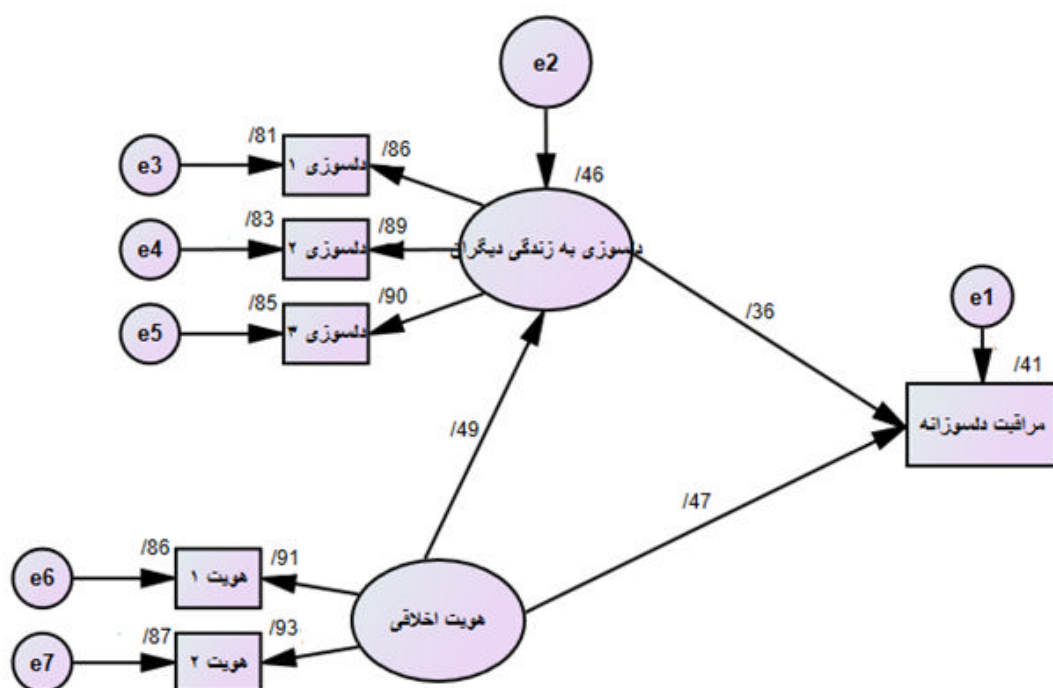 e2
/81
/86
/46
e3
دلسوزی ۱
/83
/89
e4
دلسوزی ۲
دلسوزی به زندگی دیگران
/85
/90
e5
دلسوزی ۳
/36
e1
/41
مراقبت دلسوزانه
/49
/47
/86
/91
e6
هویت ۱
هویت اخلاقی
/87
/93
e7
هویت ۲